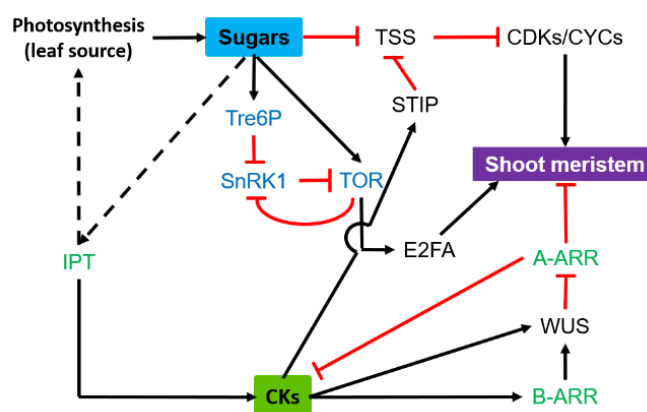 Photosynthesis
(leaf source)
Sugars
TSS
CDKs/CYCs
STIP
Tre6P
Shoot meristem
SnRK1
TOR
E2FA
IPT
A-ARR
WUS
CKs
B-ARR